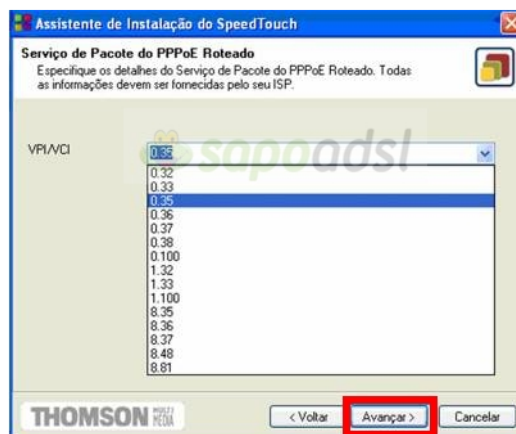 Assistente de Instalação do SpeedTouch
Serviço de Pacote do PPPoE Roteado
Especifique os detalhes do Serviço de Pacote do PPPoE Roteado. Todas
as informações devem ser fornecidas pelo seu ISP.
sapoadsl
VPI/VCI
0.35
0.32
0.33
0.35
0.36
0.37
0.38
0.100
1.32
1.33
1.100
8.35
8.36
8.37
8.48
8.81
THOMSON MULTI MEDIA
< Voltar Avançar > Cancelar